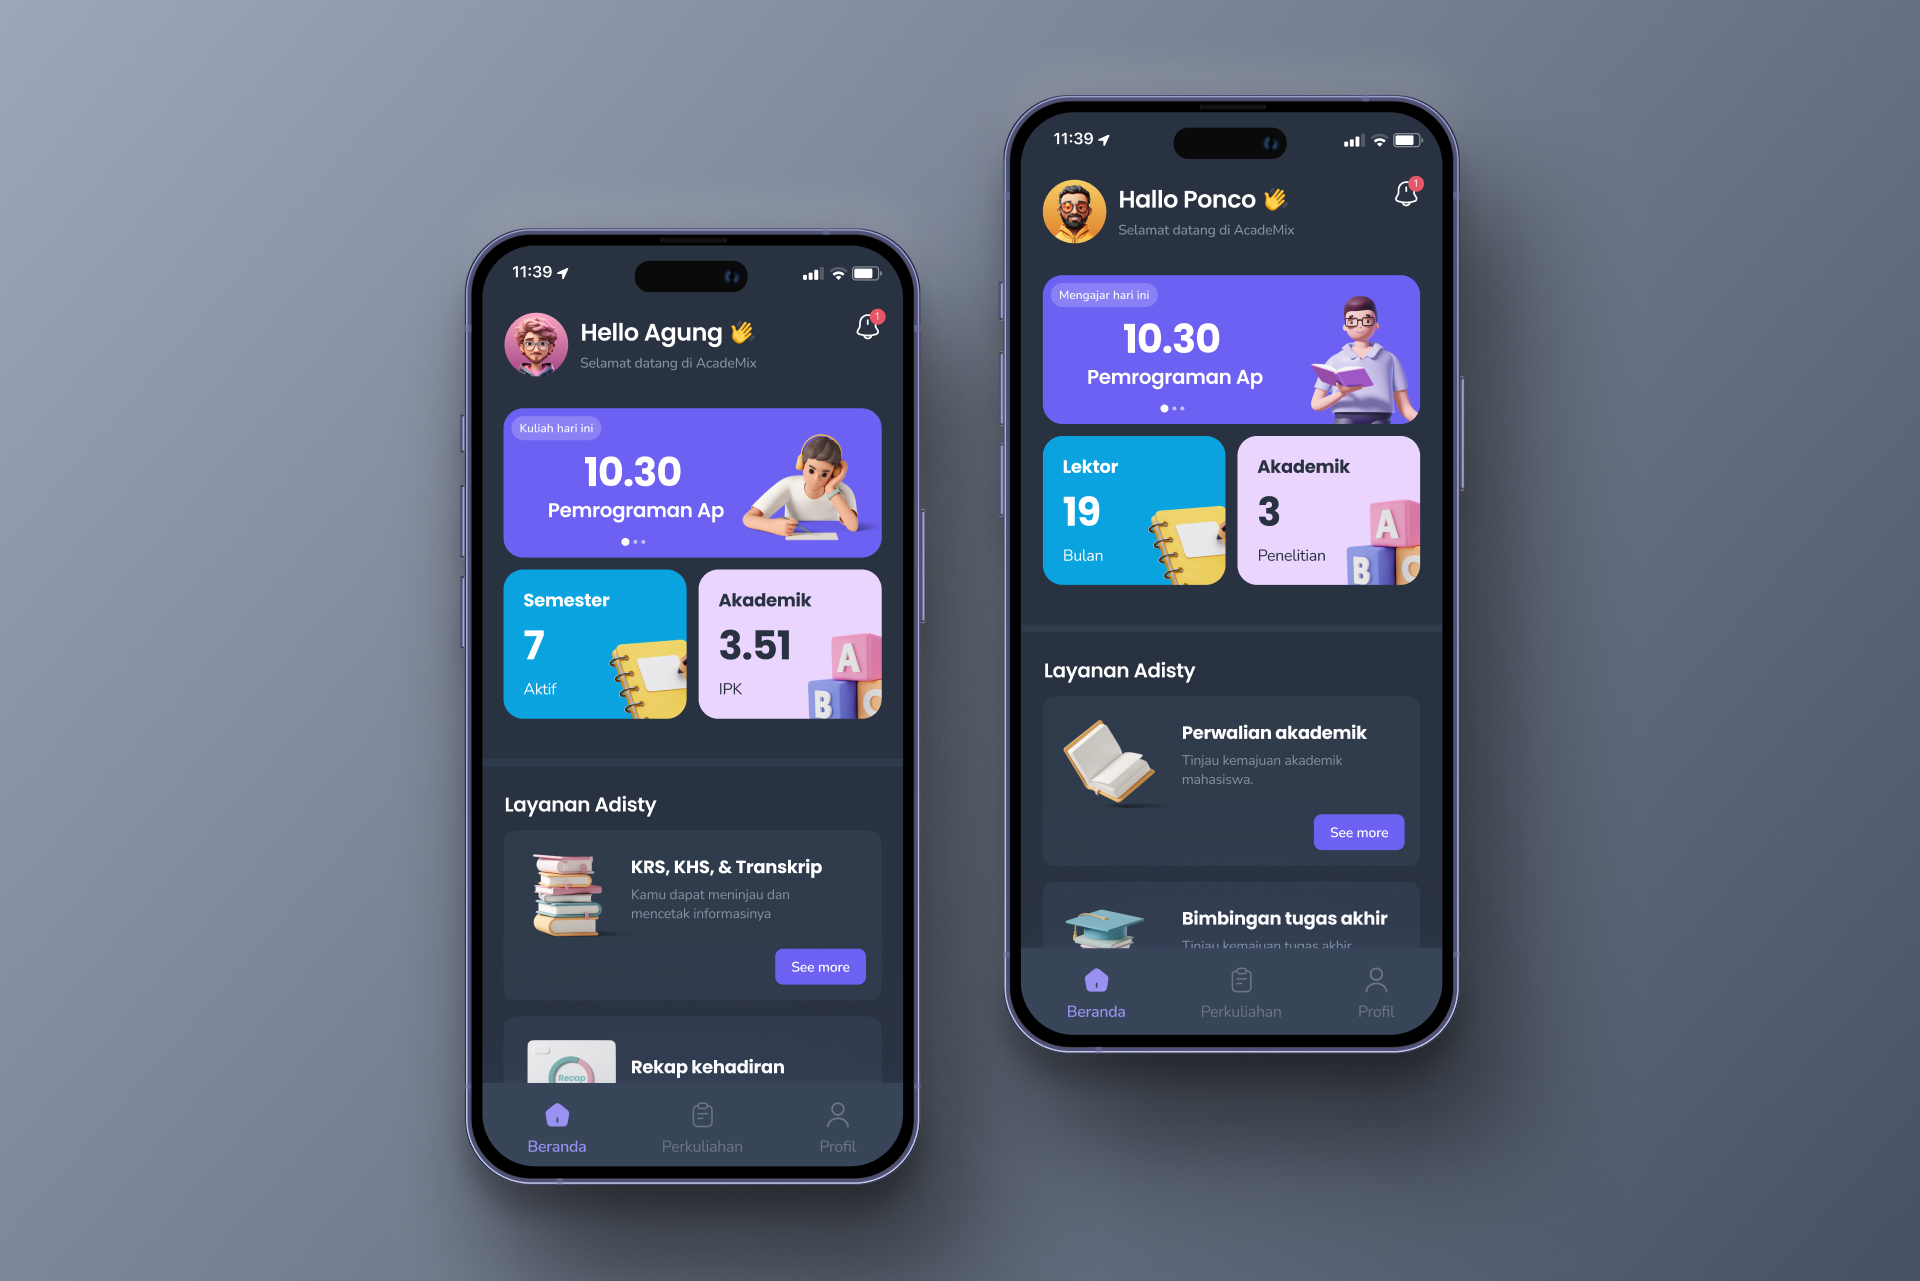 11:39
Hello Agung
1
Selamat datang di AcadeMix
Kuliah hari ini
10.30
Pemrograman Ap
Semester
7
Aktif
Akademik
3.51
IPK
A
B
C
Layanan Adisty
KRS, KHS, & Transkrip
Kamu dapat meninjau dan
mencetak informasinya
See more
Recap
Rekap kehadiran
Beranda
Perkuliahan
Profil
11:39
Hallo Ponco
1
Selamat datang di AcadeMix
Mengajar hari ini
10.30
Pemrograman Ap
Lektor
19
Bulan
Akademik
3
Penelitian
A
B
C
Layanan Adisty
Perwalian akademik
Tinjau kemajuan akademik
mahasiswa.
See more
Bimbingan tugas akhir
Tinjau kemajuan tugas akhir
Beranda
Perkuliahan
Profil